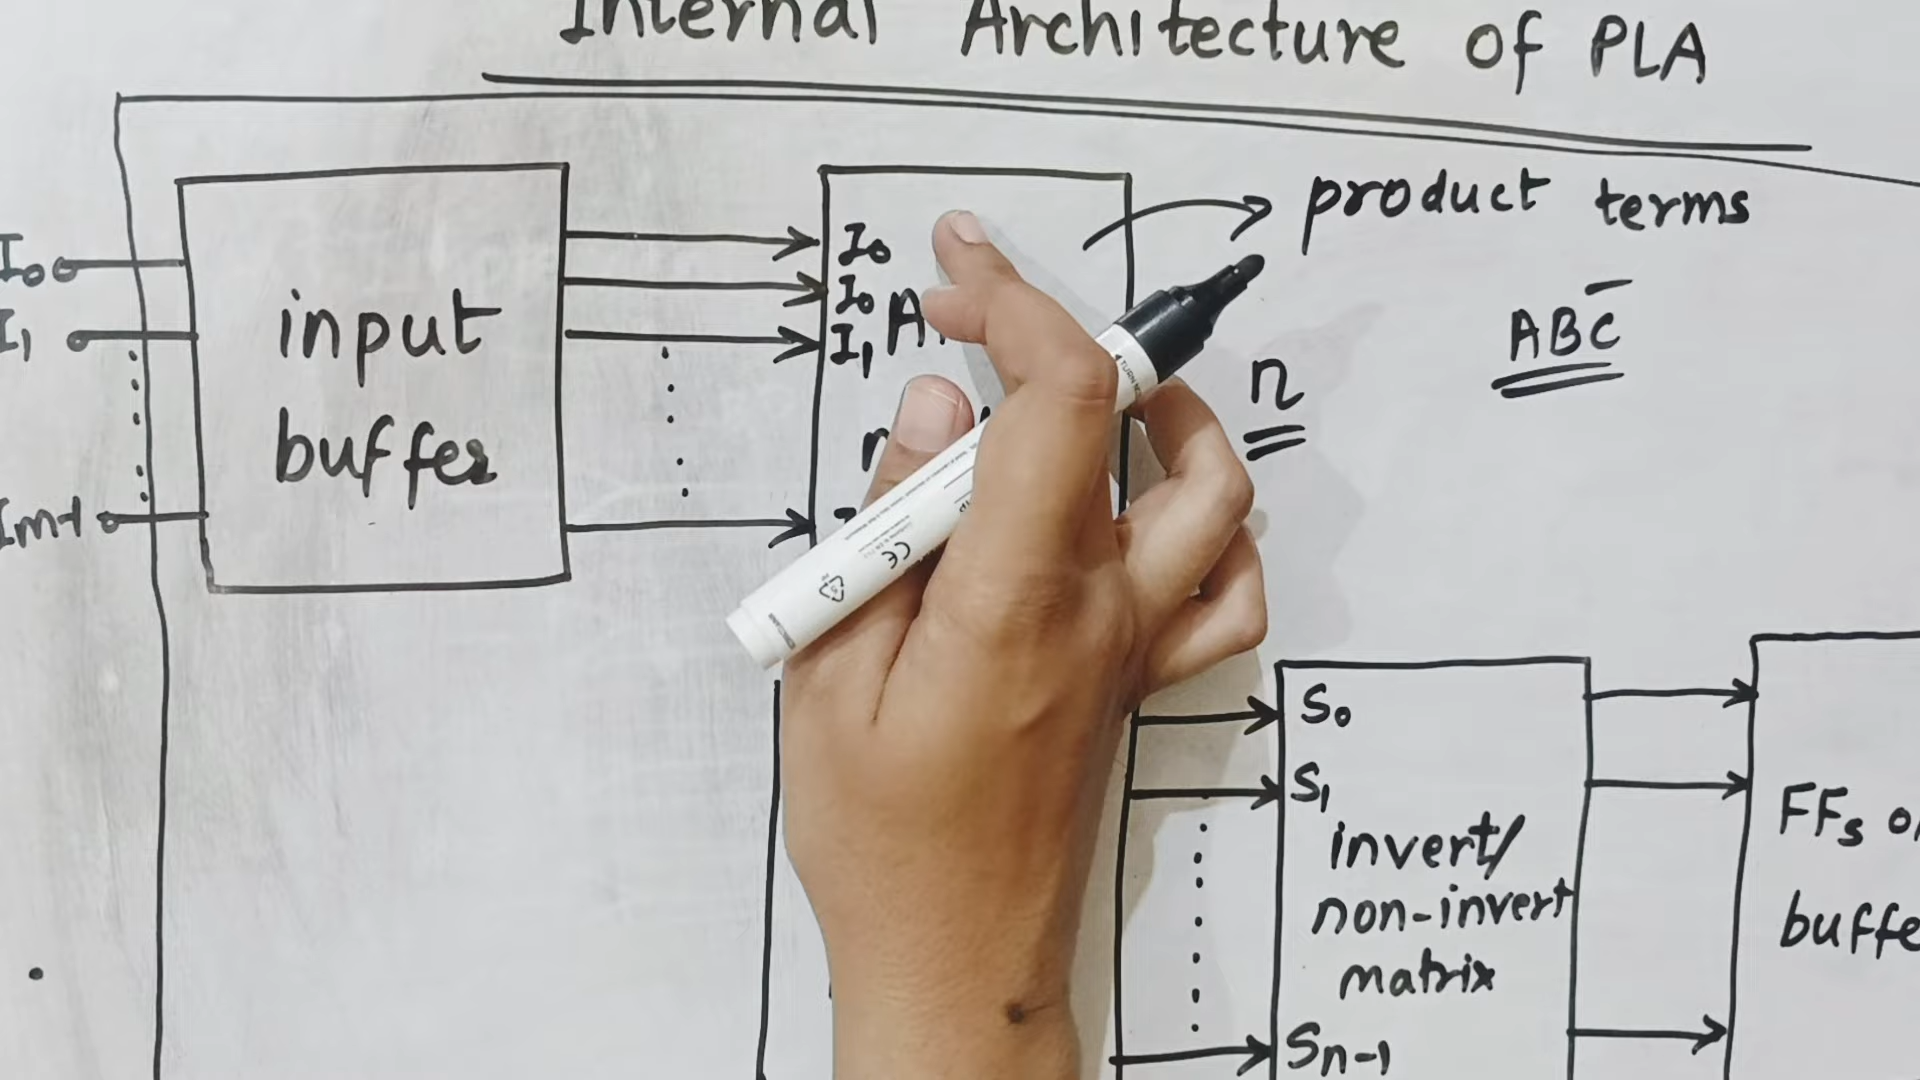 Internal Architecture of PLA
product terms
I0
I1
Im-1
input
buffer
I0
I0
I1
n
ABC̅
S0
S1
invert/
non-invert
matrix
Sn-1
FFs
CE